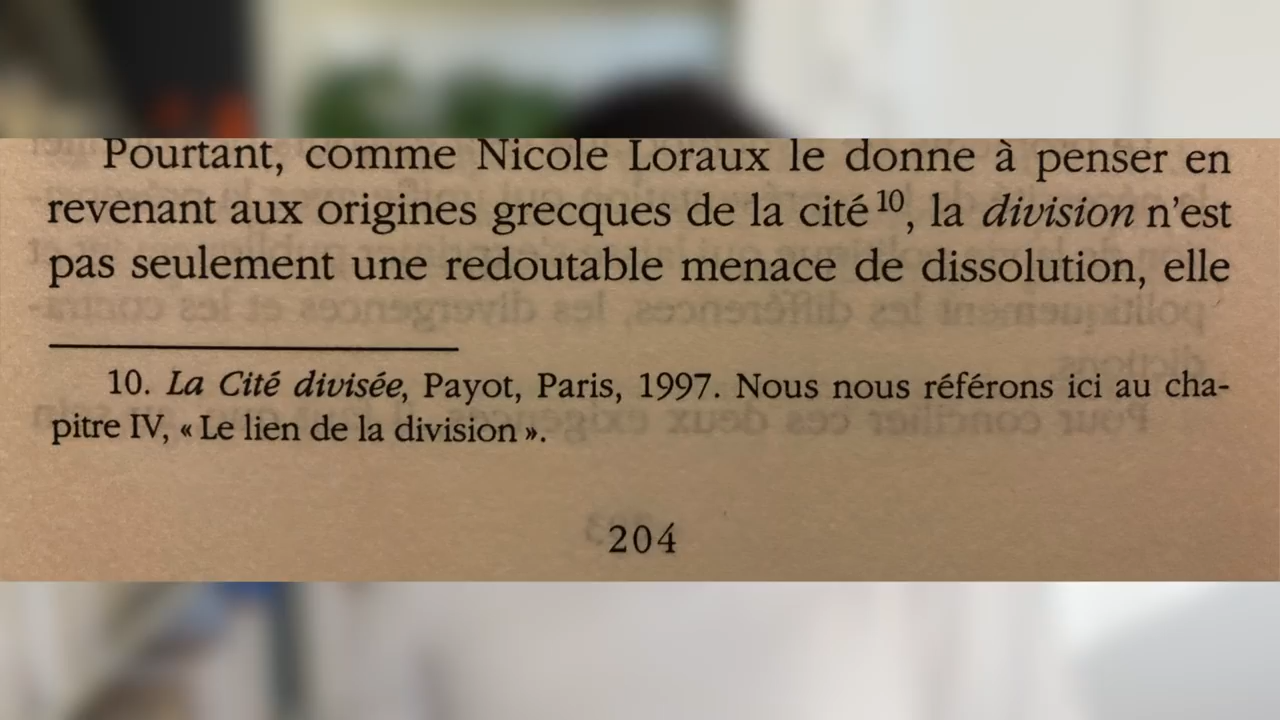 Pourtant, comme Nicole Loraux le donne à penser en
revenant aux origines grecques de la cité 10, la division n'est
pas seulement une redoutable menace de dissolution, elle
10. La Cité divisée, Payot, Paris, 1997. Nous nous référons ici au cha-
pitre IV, « Le lien de la division ».
204